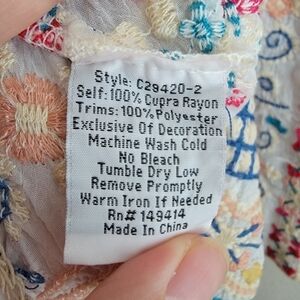 Style: C29420-2
Self:100% Cupra Rayon
Trims:100%Polyester
Exclusive Of Decoration
Machine Wash Cold
No Bleach
Tumble Dry Low
Remove Promptly
Warm Iron If Needed
Rn# 149414
Made In China